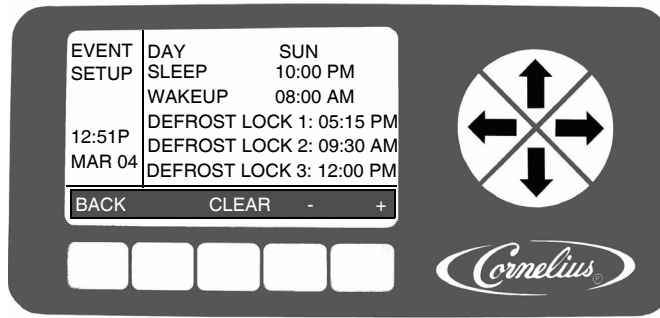 EVENT
SETUP
12:51P
MAR 04
DAY SUN
SLEEP 10:00 PM
WAKEUP 08:00 AM
DEFROST LOCK 1: 05:15 PM
DEFROST LOCK 2: 09:30 AM
DEFROST LOCK 3: 12:00 PM
BACK CLEAR - +
Cornelius®